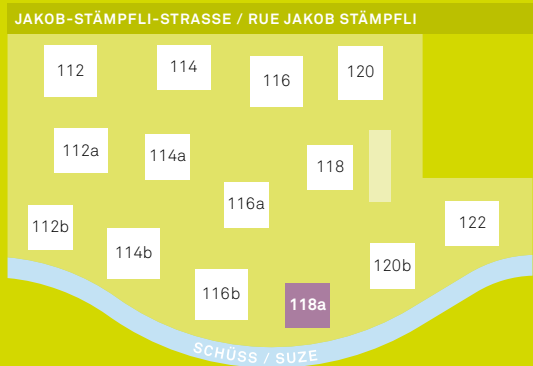 JAKOB-STÄMPFLI-STRASSE / RUE JAKOB STÄMPFLI
112
114
116
120
112a
114a
118
116a
112b
122
114b
120b
116b
118a
SCHÜSS / SUZE